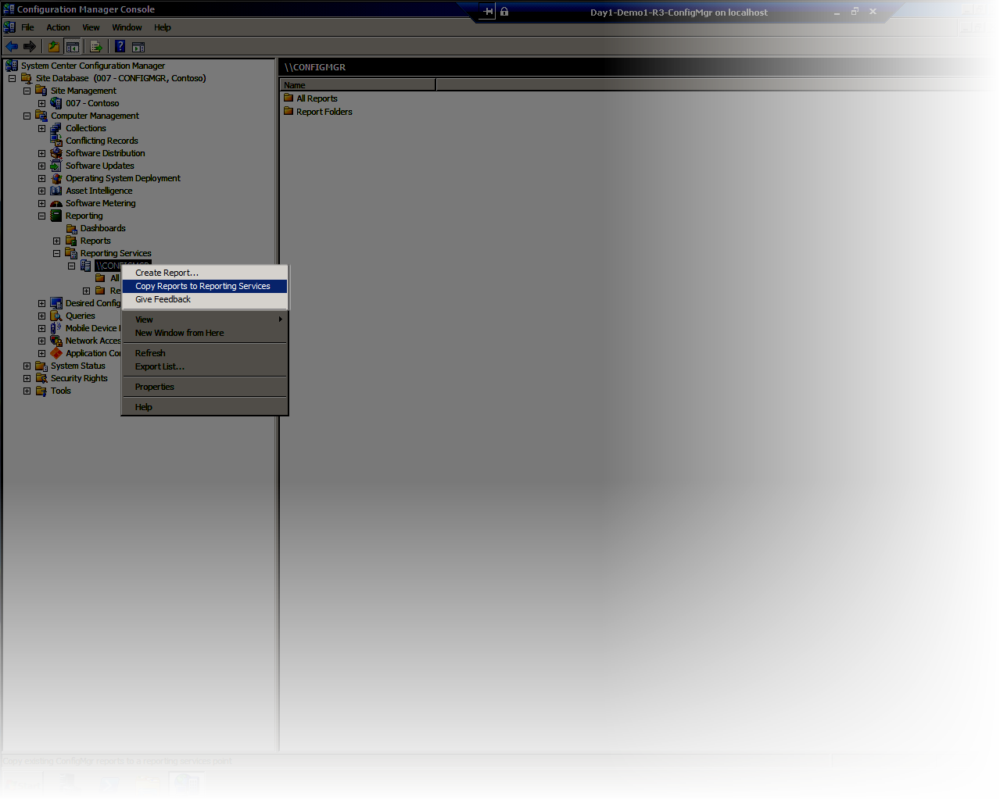 Configuration Manager Console
Day1-Demo1-R3-ConfigMgr on localhost
File Action View Window Help
System Center Configuration Manager
Site Database (007 - CONFIGMGR, Contoso)
Site Management
007 - Contoso
Computer Management
Collections
Conflicting Records
Software Distribution
Software Updates
Operating System Deployment
Asset Intelligence
Software Metering
Reporting
Dashboards
Reports
Reporting Services
\\CONFIGMGR
All
Re
Desired Config
Queries
Mobile Device
Network Acces
Application Co
System Status
Security Rights
Tools
Create Report...
Copy Reports to Reporting Services
Give Feedback
View
New Window from Here
Refresh
Export List...
Properties
Help
\\CONFIGMGR
Name
All Reports
Report Folders
Copy existing ConfigMgr reports to a reporting services point.